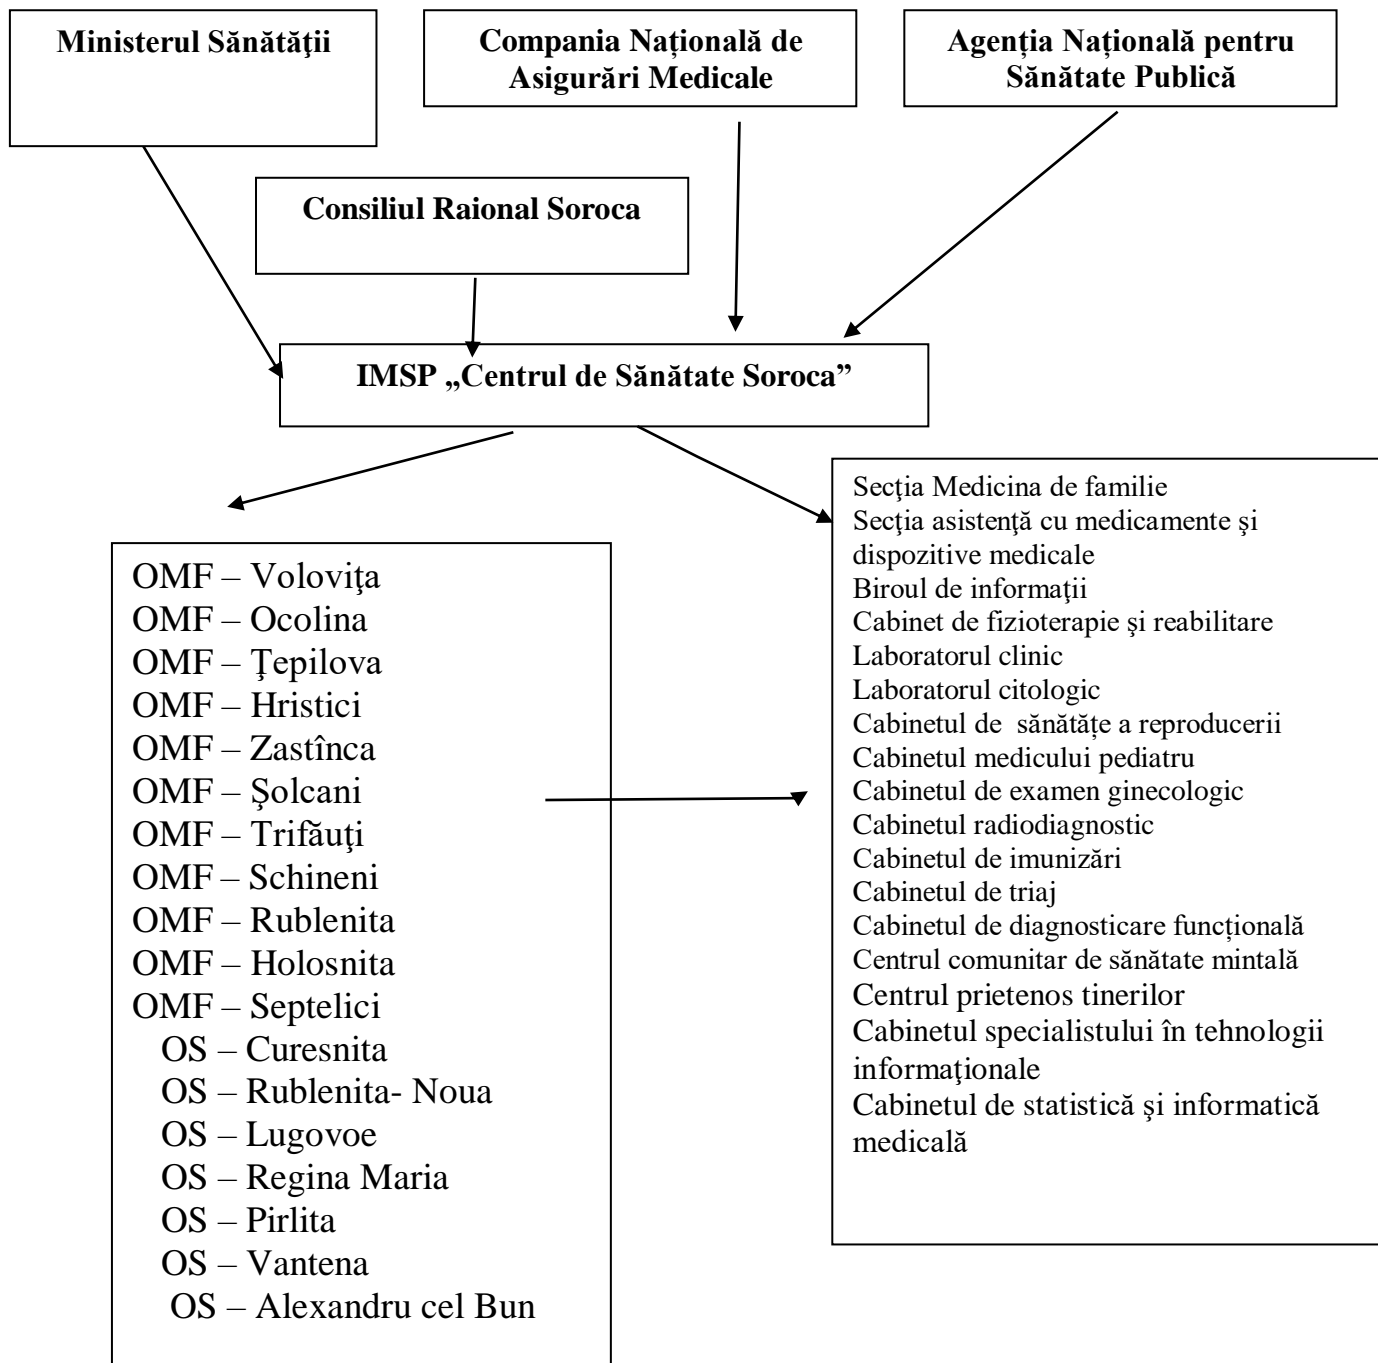 Ministerul Sănătăţii
Compania Națională de
Asigurări Medicale
Agenția Națională pentru
Sănătate Publică
Consiliul Raional Soroca
IMSP „Centrul de Sănătate Soroca”
OMF – Voloviţa
OMF – Ocolina
OMF – Ţepilova
OMF – Hristici
OMF – Zastînca
OMF – Şolcani
OMF – Trifăuţi
OMF – Schineni
OMF – Rublenita
OMF – Holosnita
OMF – Septelici
OS – Curesnita
OS – Rublenita- Noua
OS – Lugovoe
OS – Regina Maria
OS – Pirlita
OS – Vantena
OS – Alexandru cel Bun
Secţia Medicina de familie
Secţia asistenţă cu medicamente şi
dispozitive medicale
Biroul de informaţii
Cabinet de fizioterapie şi reabilitare
Laboratorul clinic
Laboratorul citologic
Cabinetul de  sănătățe a reproducerii
Cabinetul medicului pediatru
Cabinetul de examen ginecologic
Cabinetul radiodiagnostic
Cabinetul de imunizări
Cabinetul de triaj
Cabinetul de diagnosticare funcțională
Centrul comunitar de sănătate mintală
Centrul prietenos tinerilor
Cabinetul specialistului în tehnologii
informaţionale
Cabinetul de statistică şi informatică
medicală